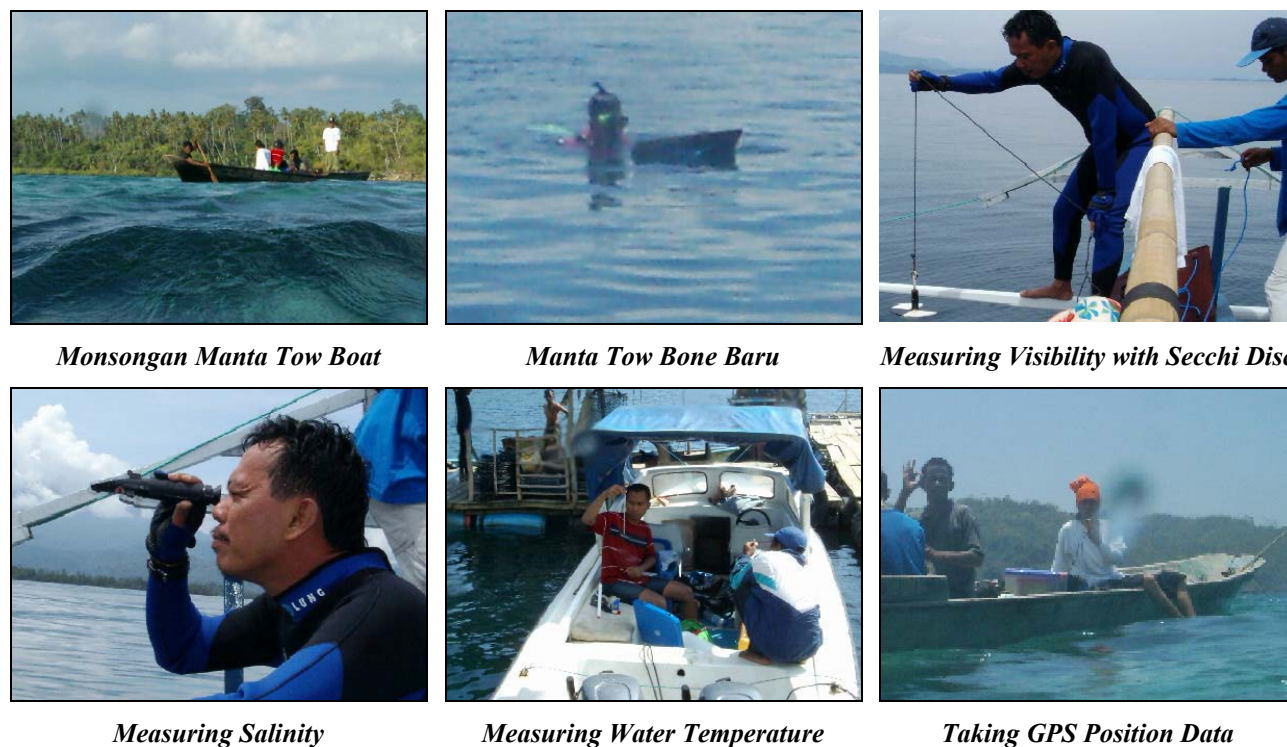 Monsongan Manta Tow Boat
Manta Tow Bone Baru
Measuring Visibility with Secchi Disc
LUNG
Measuring Salinity
Measuring Water Temperature
Taking GPS Position Data